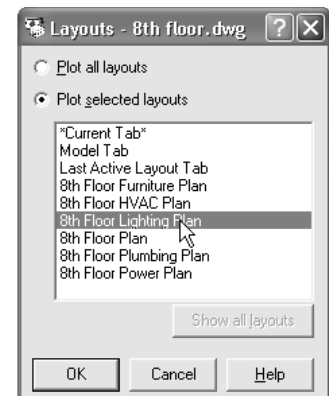 Layouts - 8th floor.dwg
Plot all layouts
Plot selected layouts
*Current Tab*
Model Tab
Last Active Layout Tab
8th Floor Furniture Plan
8th Floor HVAC Plan
8th Floor Lighting Plan
8th Floor Plan
8th Floor Plumbing Plan
8th Floor Power Plan
Show all layouts
OK Cancel Help